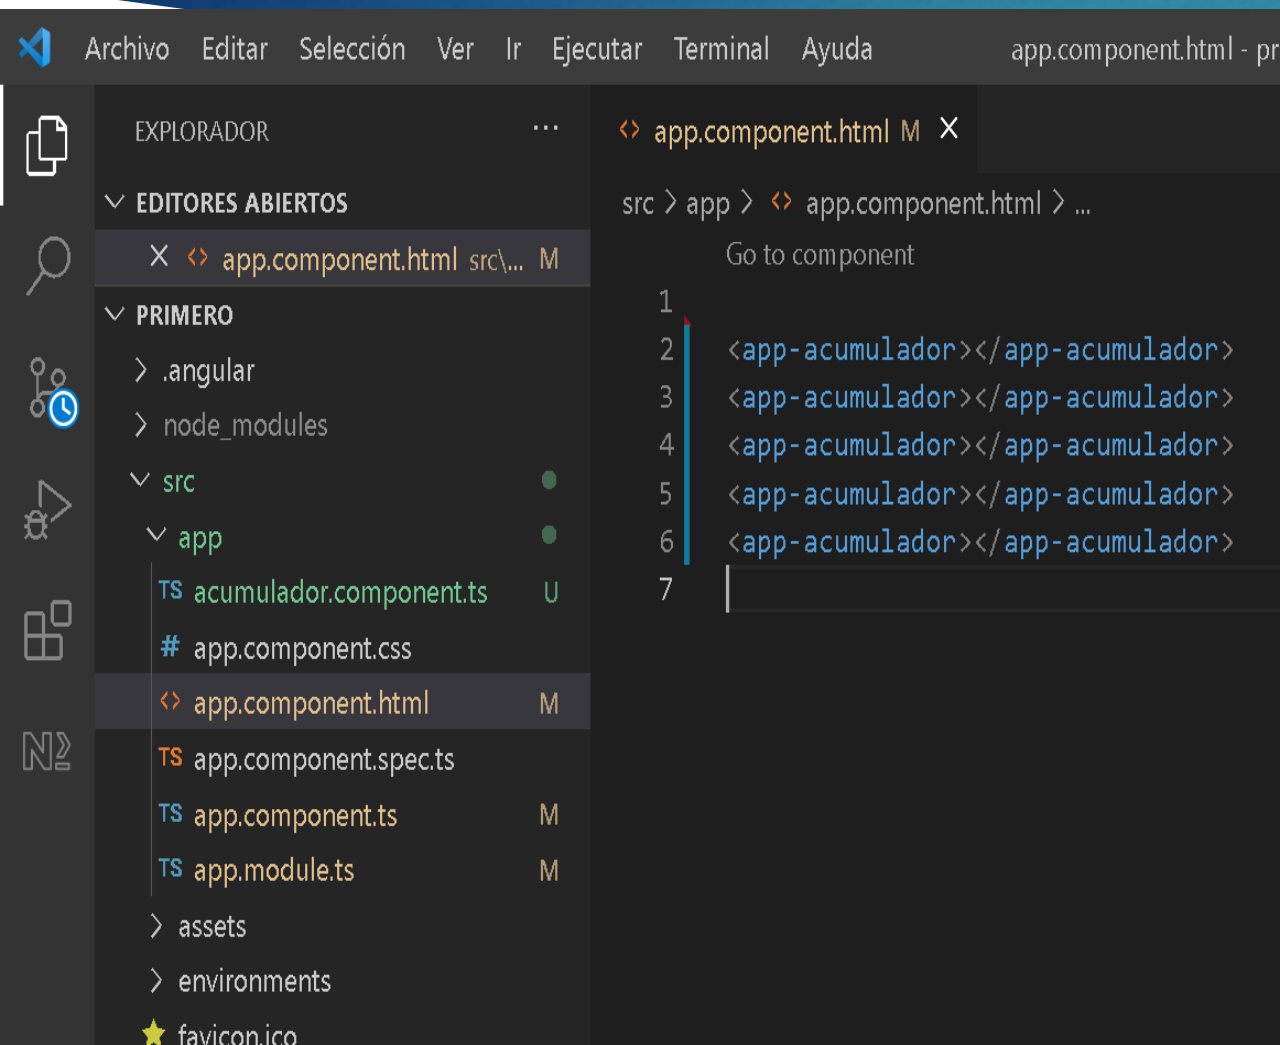 Archivo Editar Selección Ver Ir Ejecutar Terminal Ayuda app.component.html - pr
EXPLORADOR ...
EDITORES ABIERTOS
app.component.html src\... M
PRIMERO
.angular
node_modules
src
app
TS acumulador.component.ts U
# app.component.css
<> app.component.html M
TS app.component.spec.ts
TS app.component.ts M
TS app.module.ts M
assets
environments
favicon.ico
<> app.component.html M X
src > app > <> app.component.html > ...
Go to component
1
2 <app-acumulador></app-acumulador>
3 <app-acumulador></app-acumulador>
4 <app-acumulador></app-acumulador>
5 <app-acumulador></app-acumulador>
6 <app-acumulador></app-acumulador>
7